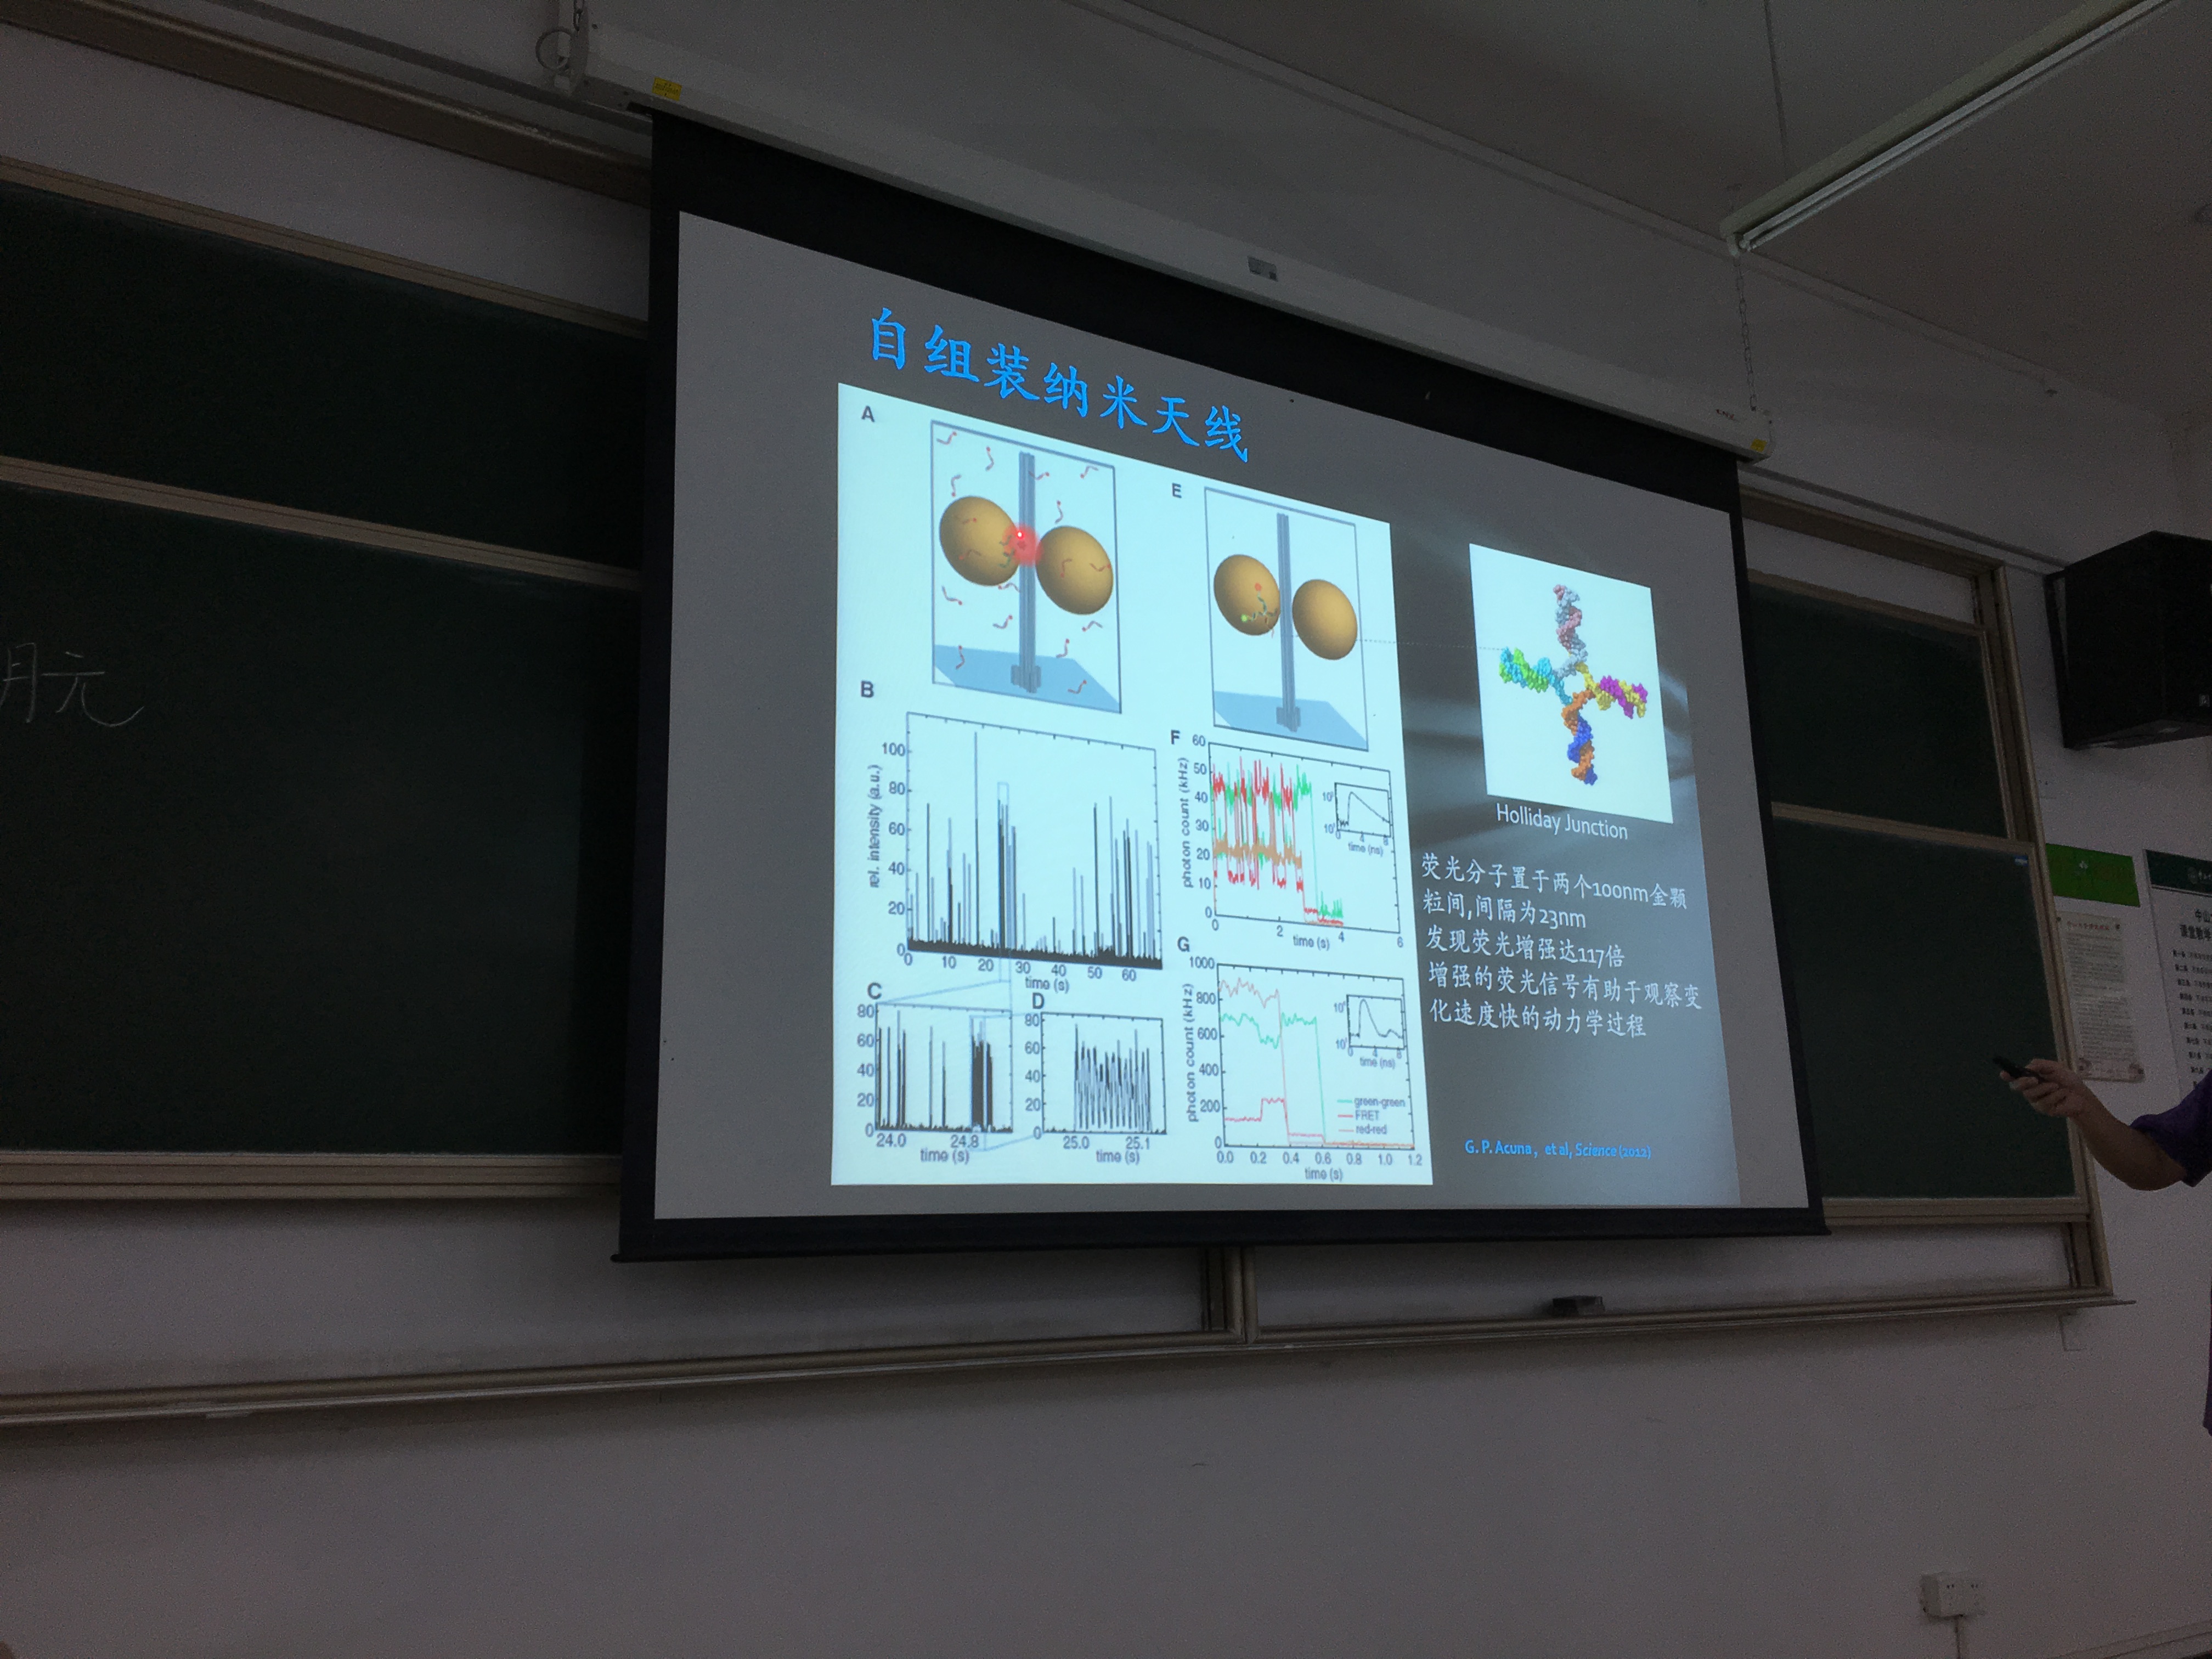 自组装纳米天线
A
E
B
rel. intensity (a.u.)
100
80
60
40
20
0
0 10 20 30 40 50 60
time (s)
C
80
60
40
20
0
24.0 24.8
time (s)
D
80
60
40
20
0
25.0 25.1
time (s)
F
photon count (kHz)
60
50
40
30
20
10
0
0 2 4 6
time (s)
time (ns)
G
photon count (kHz)
1000
800
600
400
200
0
0.0 0.2 0.4 0.6 0.8 1.0 1.2
time (s)
0 4 8
time (ns)
green-green
FRET
red-red
Holliday Junction
荧光分子置于两个100nm金颗
粒间,间隔为23nm
发现荧光增强达117倍
增强的荧光信号有助于观察变
化速度快的动力学过程
G. P. Acuna, et al, Science (2012)
元